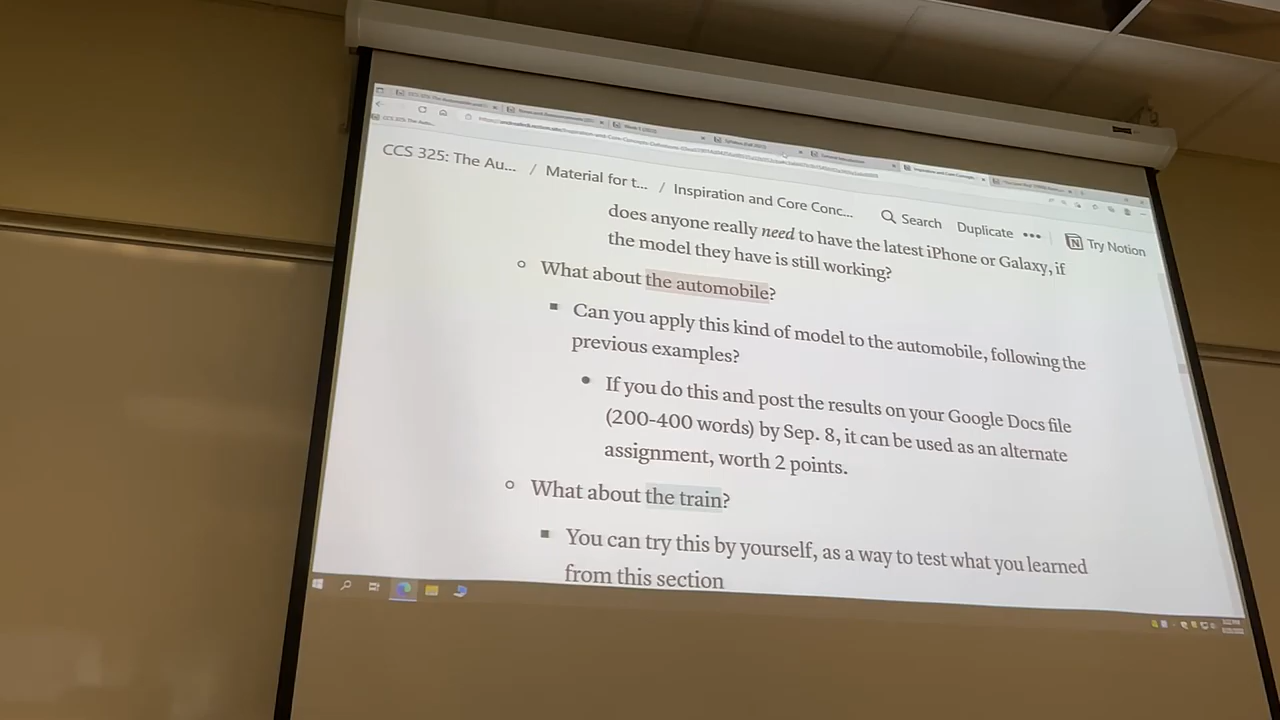 CCS 325: The Au... / Material for t... / Inspiration and Core Conc... Search Duplicate ••• Try Notion
does anyone really need to have the latest iPhone or Galaxy, if
the model they have is still working?
What about the automobile?
Can you apply this kind of model to the automobile, following the
previous examples?
If you do this and post the results on your Google Docs file
(200-400 words) by Sep. 8, it can be used as an alternate
assignment, worth 2 points.
What about the train?
You can try this by yourself, as a way to test what you learned
from this section